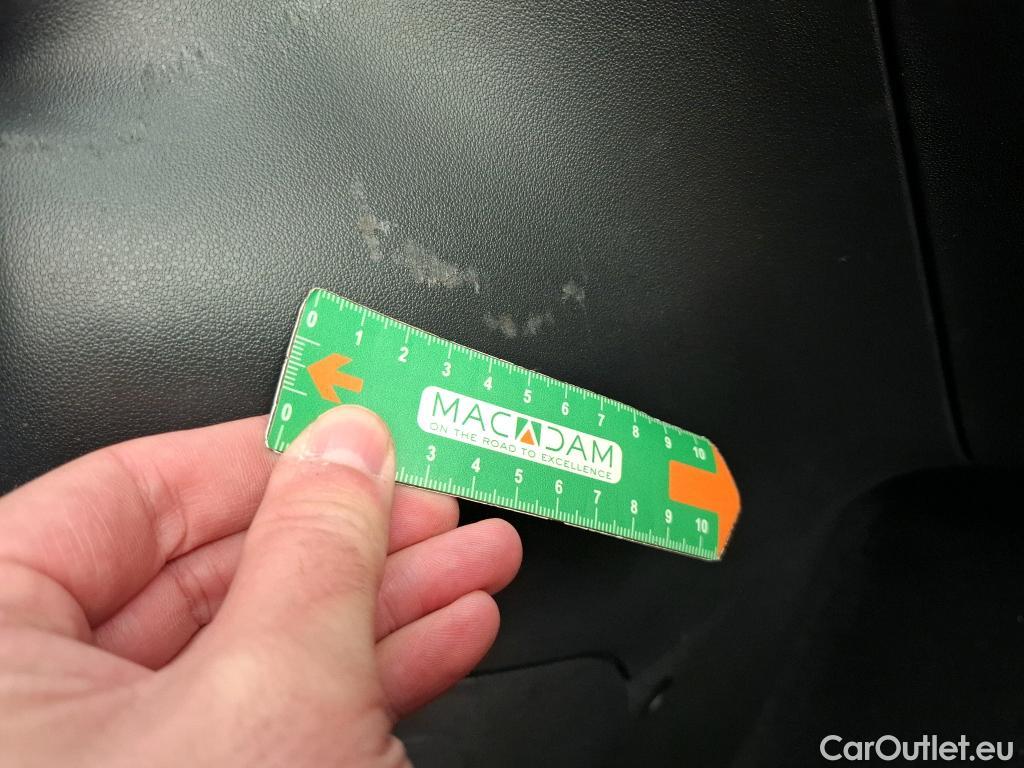 0 1 2 3 4 5 6 7 8 9 10
MACADAM
ON THE ROAD TO EXCELLENCE
0 3 4 5 6 7 8 9 10
CarOutlet.eu